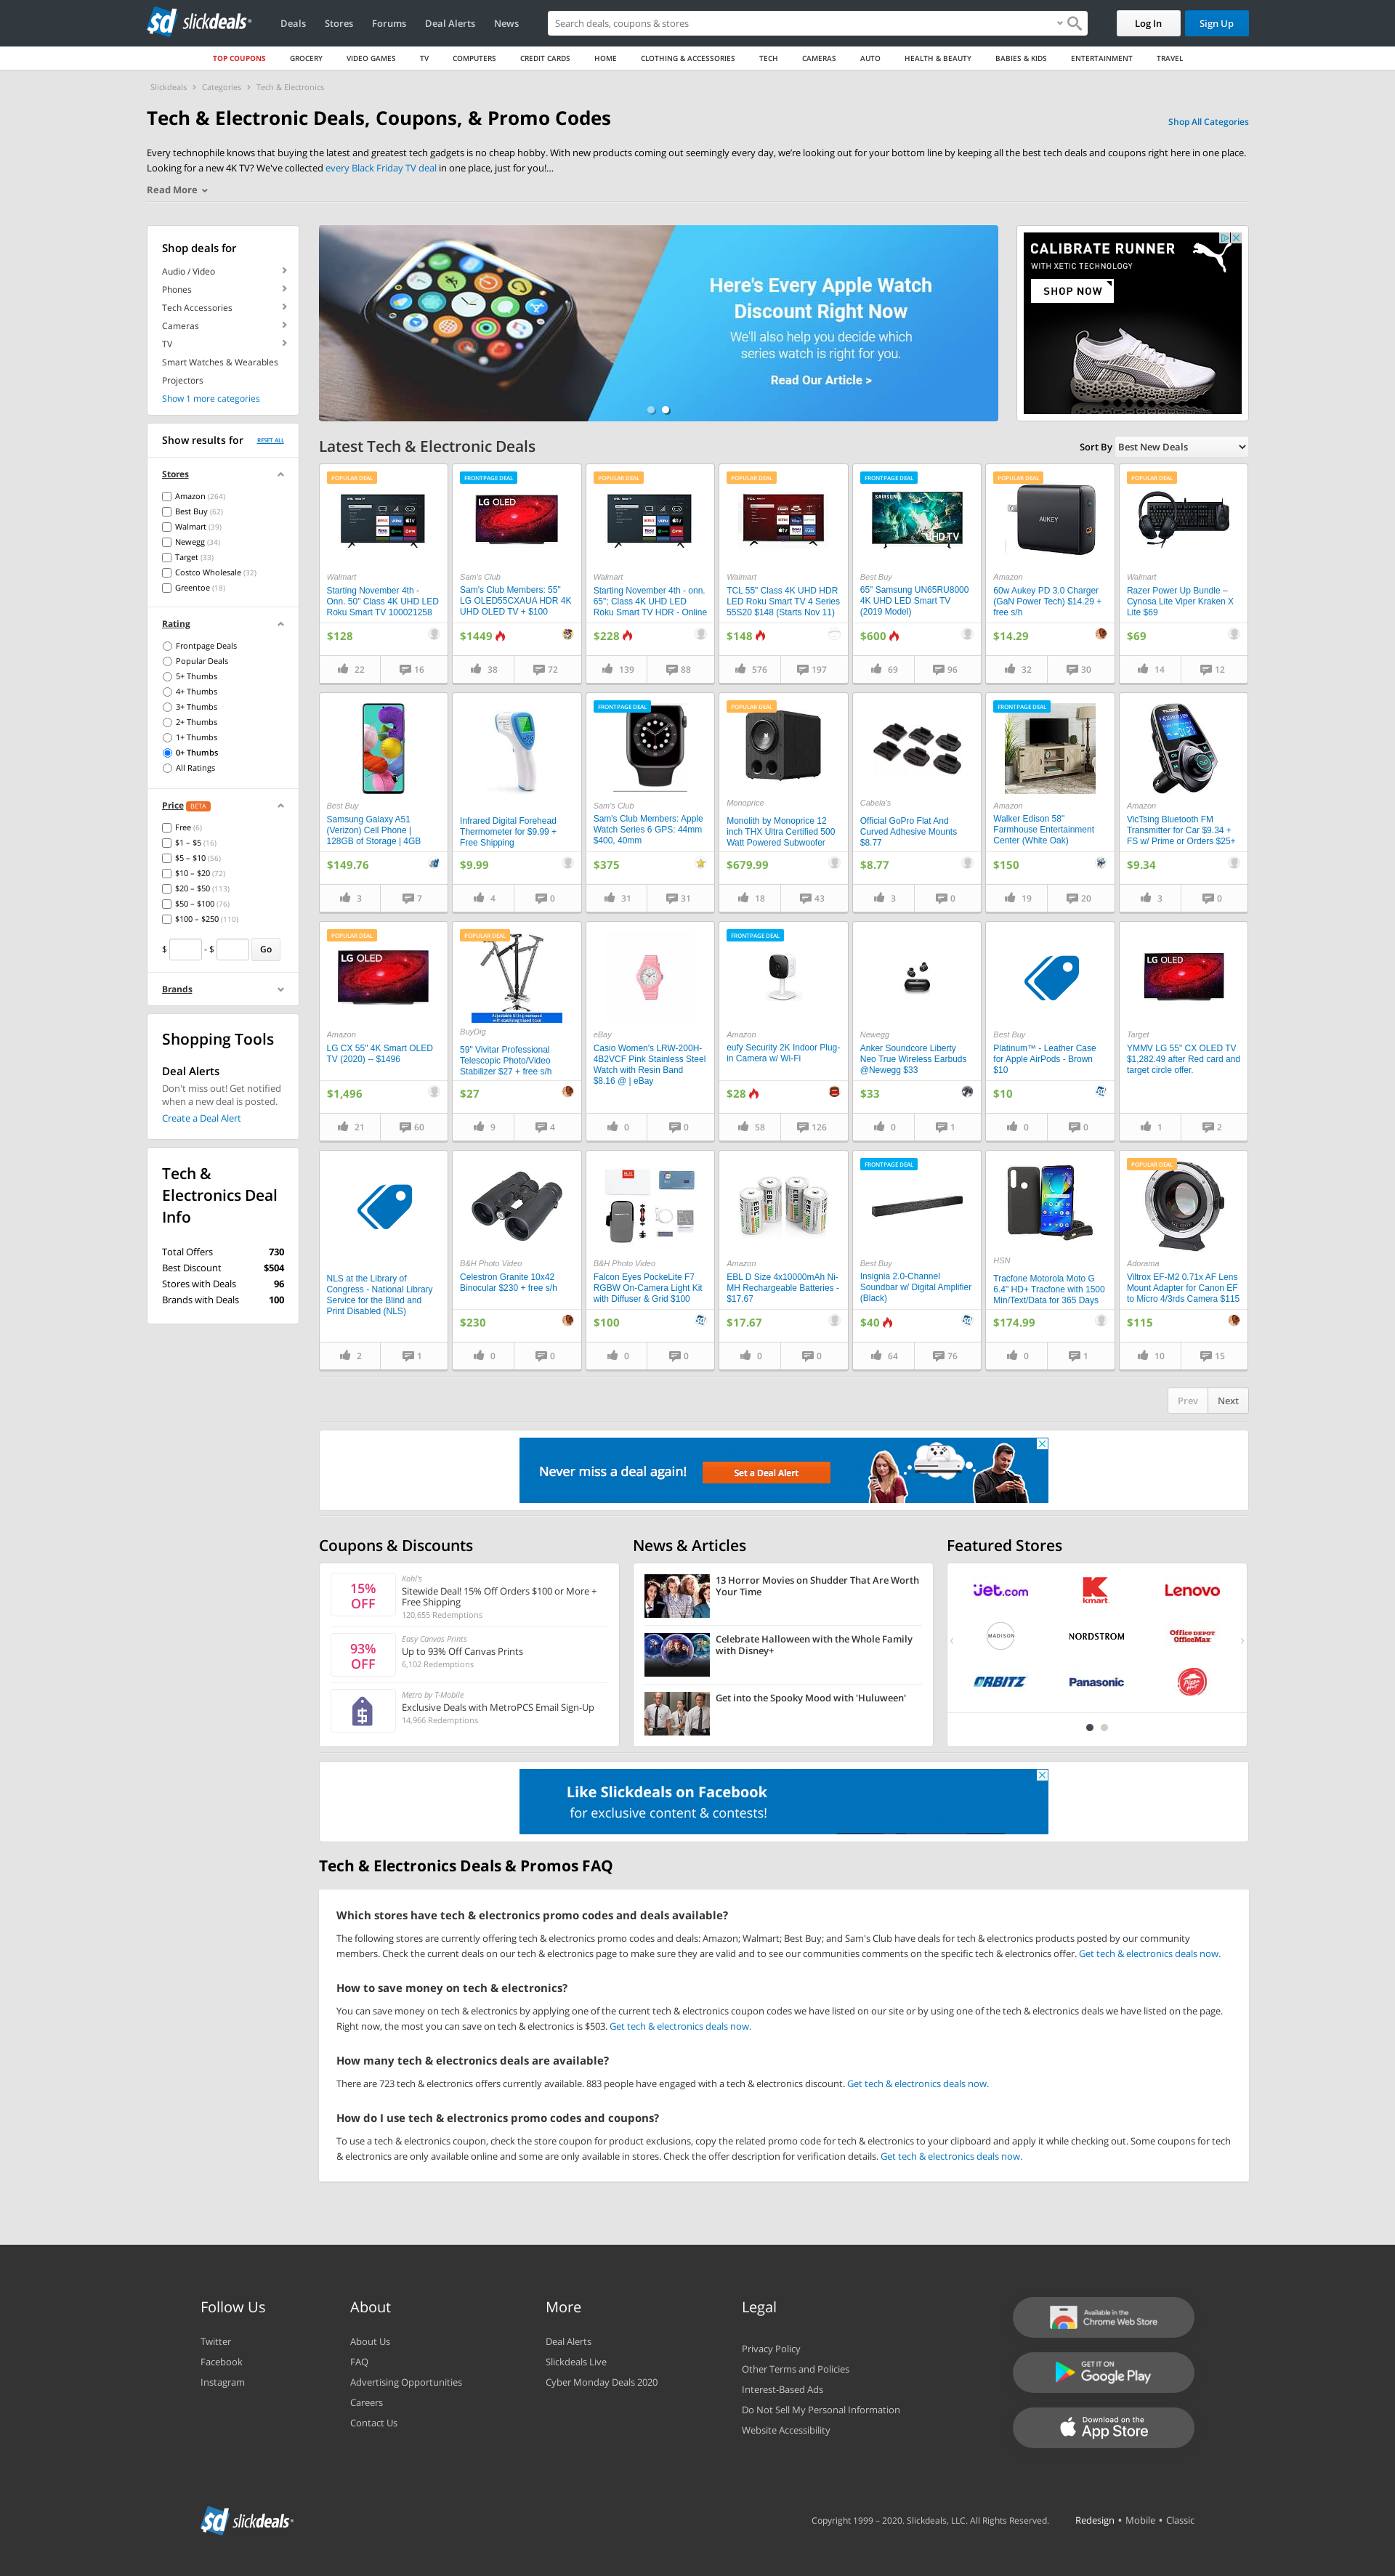 slickdeals
Deals
Stores
Forums
Deal Alerts
News
Search deals, coupons & stores
Log In
Sign Up
TOP COUPONS
GROCERY
VIDEO GAMES
TV
COMPUTERS
CREDIT CARDS
HOME
CLOTHING & ACCESSORIES
TECH
CAMERAS
AUTO
HEALTH & BEAUTY
BABIES & KIDS
ENTERTAINMENT
TRAVEL
Slickdeals › Categories › Tech & Electronics
Tech & Electronic Deals, Coupons, & Promo Codes
Shop All Categories
Every technophile knows that buying the latest and greatest tech gadgets is no cheap hobby. With new products coming out seemingly every day, we're looking out for your bottom line by keeping all the best tech deals and coupons right here in one place.
Looking for a new 4K TV? We've collected every Black Friday TV deal in one place, just for you!...
Read More
Shop deals for
Audio / Video
Phones
Tech Accessories
Cameras
TV
Smart Watches & Wearables
Projectors
Show 1 more categories
Show results for
RESET ALL
Stores
Amazon (264)
Best Buy (62)
Walmart (39)
Newegg (34)
Target (33)
Costco Wholesale (32)
Greentoe (18)
Rating
Frontpage Deals
Popular Deals
5+ Thumbs
4+ Thumbs
3+ Thumbs
2+ Thumbs
1+ Thumbs
0+ Thumbs
All Ratings
Price BETA
Free (6)
$1 – $5 (16)
$5 – $10 (56)
$10 – $20 (72)
$20 – $50 (113)
$50 – $100 (76)
$100 – $250 (110)
$ - $ Go
Brands
Shopping Tools
Deal Alerts
Don't miss out! Get notified
when a new deal is posted.
Create a Deal Alert
Tech &
Electronics Deal
Info
Total Offers 730
Best Discount $504
Stores with Deals 96
Brands with Deals 100
Here's Every Apple Watch
Discount Right Now
We'll also help you decide which
series watch is right for you.
Read Our Article >
CALIBRATE RUNNER
WITH XETIC TECHNOLOGY
SHOP NOW
Latest Tech & Electronic Deals
Sort By Best New Deals
POPULAR DEAL
Walmart
Starting November 4th -
Onn. 50" Class 4K UHD LED
Roku Smart TV 100021258
$128
22
16
FRONTPAGE DEAL
LG OLED
Sam's Club
Sam's Club Members: 55"
LG OLED55CXAUA HDR 4K
UHD OLED TV + $100
$1449
38
72
POPULAR DEAL
Walmart
Starting November 4th - onn.
65"; Class 4K UHD LED
Roku Smart TV HDR - Online
$228
139
88
POPULAR DEAL
Walmart
TCL 55" Class 4K UHD HDR
LED Roku Smart TV 4 Series
55S20 $148 (Starts Nov 11)
$148
576
197
FRONTPAGE DEAL
SAMSUNG
UHD TV
Best Buy
65" Samsung UN65RU8000
4K UHD LED Smart TV
(2019 Model)
$600
69
96
POPULAR DEAL
AUKEY
Amazon
60w Aukey PD 3.0 Charger
(GaN Power Tech) $14.29 +
free s/h
$14.29
32
30
POPULAR DEAL
Walmart
Razer Power Up Bundle –
Cynosa Lite Viper Kraken X
Lite $69
$69
14
12
Best Buy
Samsung Galaxy A51
(Verizon) Cell Phone |
128GB of Storage | 4GB
$149.76
3
7
Infrared Digital Forehead
Thermometer for $9.99 +
Free Shipping
$9.99
4
0
FRONTPAGE DEAL
Sam's Club
Sam's Club Members: Apple
Watch Series 6 GPS: 44mm
$400, 40mm
$375
31
31
POPULAR DEAL
Monoprice
Monolith by Monoprice 12
inch THX Ultra Certified 500
Watt Powered Subwoofer
$679.99
18
43
Cabela's
Official GoPro Flat And
Curved Adhesive Mounts
$8.77
$8.77
3
0
FRONTPAGE DEAL
Amazon
Walker Edison 58"
Farmhouse Entertainment
Center (White Oak)
$150
19
20
Amazon
VicTsing Bluetooth FM
Transmitter for Car $9.34 +
FS w/ Prime or Orders $25+
$9.34
3
0
POPULAR DEAL
LG OLED
Amazon
LG CX 55" 4K Smart OLED
TV (2020) -- $1496
$1,496
21
60
POPULAR DEAL
BuyDig
59" Vivitar Professional
Telescopic Photo/Video
Stabilizer $27 + free s/h
$27
9
4
eBay
Casio Women's LRW-200H-
4B2VCF Pink Stainless Steel
Watch with Resin Band
$8.16 @ | eBay
0
0
FRONTPAGE DEAL
Amazon
eufy Security 2K Indoor Plug-
in Camera w/ Wi-Fi
$28
58
126
Newegg
Anker Soundcore Liberty
Neo True Wireless Earbuds
@Newegg $33
$33
0
1
Best Buy
Platinum™ - Leather Case
for Apple AirPods - Brown
$10
$10
0
0
LG OLED
Target
YMMV LG 55" CX OLED TV
$1,282.49 after Red card and
target circle offer.
1
2
NLS at the Library of
Congress - National Library
Service for the Blind and
Print Disabled (NLS)
2
1
B&H Photo Video
Celestron Granite 10x42
Binocular $230 + free s/h
$230
0
0
B&H Photo Video
Falcon Eyes PockeLite F7
RGBW On-Camera Light Kit
with Diffuser & Grid $100
$100
0
0
EBL EBL EBL EBL
Amazon
EBL D Size 4x10000mAh Ni-
MH Rechargeable Batteries -
$17.67
$17.67
0
0
FRONTPAGE DEAL
Best Buy
Insignia 2.0-Channel
Soundbar w/ Digital Amplifier
(Black)
$40
64
76
HSN
Tracfone Motorola Moto G
6.4" HD+ Tracfone with 1500
Min/Text/Data for 365 Days
$174.99
0
1
POPULAR DEAL
Adorama
Viltrox EF-M2 0.71x AF Lens
Mount Adapter for Canon EF
to Micro 4/3rds Camera $115
$115
10
15
Prev
Next
Never miss a deal again!
Set a Deal Alert
Coupons & Discounts
15%
OFF
Kohl's
Sitewide Deal! 15% Off Orders $100 or More +
Free Shipping
120,655 Redemptions
93%
OFF
Easy Canvas Prints
Up to 93% Off Canvas Prints
6,102 Redemptions
Metro by T-Mobile
Exclusive Deals with MetroPCS Email Sign-Up
14,966 Redemptions
News & Articles
13 Horror Movies on Shudder That Are Worth
Your Time
Celebrate Halloween with the Whole Family
with Disney+
Get into the Spooky Mood with 'Huluween'
Featured Stores
jet.com
kmart
Lenovo
MADISON
NORDSTROM
Office DEPOT
OfficeMax
ORBITZ
Panasonic
Pizza Hut
Like Slickdeals on Facebook
for exclusive content & contests!
Tech & Electronics Deals & Promos FAQ
Which stores have tech & electronics promo codes and deals available?
The following stores are currently offering tech & electronics promo codes and deals: Amazon; Walmart; Best Buy; and Sam's Club have deals for tech & electronics products posted by our community
members. Check the current deals on our tech & electronics page to make sure they are valid and to see our communities comments on the specific tech & electronics offer. Get tech & electronics deals now.
How to save money on tech & electronics?
You can save money on tech & electronics by applying one of the current tech & electronics coupon codes we have listed on our site or by using one of the tech & electronics deals we have listed on the page.
Right now, the most you can save on tech & electronics is $503. Get tech & electronics deals now.
How many tech & electronics deals are available?
There are 723 tech & electronics offers currently available. 883 people have engaged with a tech & electronics discount. Get tech & electronics deals now.
How do I use tech & electronics promo codes and coupons?
To use a tech & electronics coupon, check the store coupon for product exclusions, copy the related promo code for tech & electronics to your clipboard and apply it while checking out. Some coupons for tech
& electronics are only available online and some are only available in stores. Check the offer description for verification details. Get tech & electronics deals now.
Follow Us
Twitter
Facebook
Instagram
About
About Us
FAQ
Advertising Opportunities
Careers
Contact Us
More
Deal Alerts
Slickdeals Live
Cyber Monday Deals 2020
Legal
Privacy Policy
Other Terms and Policies
Interest-Based Ads
Do Not Sell My Personal Information
Website Accessibility
Available in the
Chrome Web Store
GET IT ON
Google Play
Download on the
App Store
slickdeals
Copyright 1999 – 2020. Slickdeals, LLC. All Rights Reserved.
Redesign • Mobile • Classic